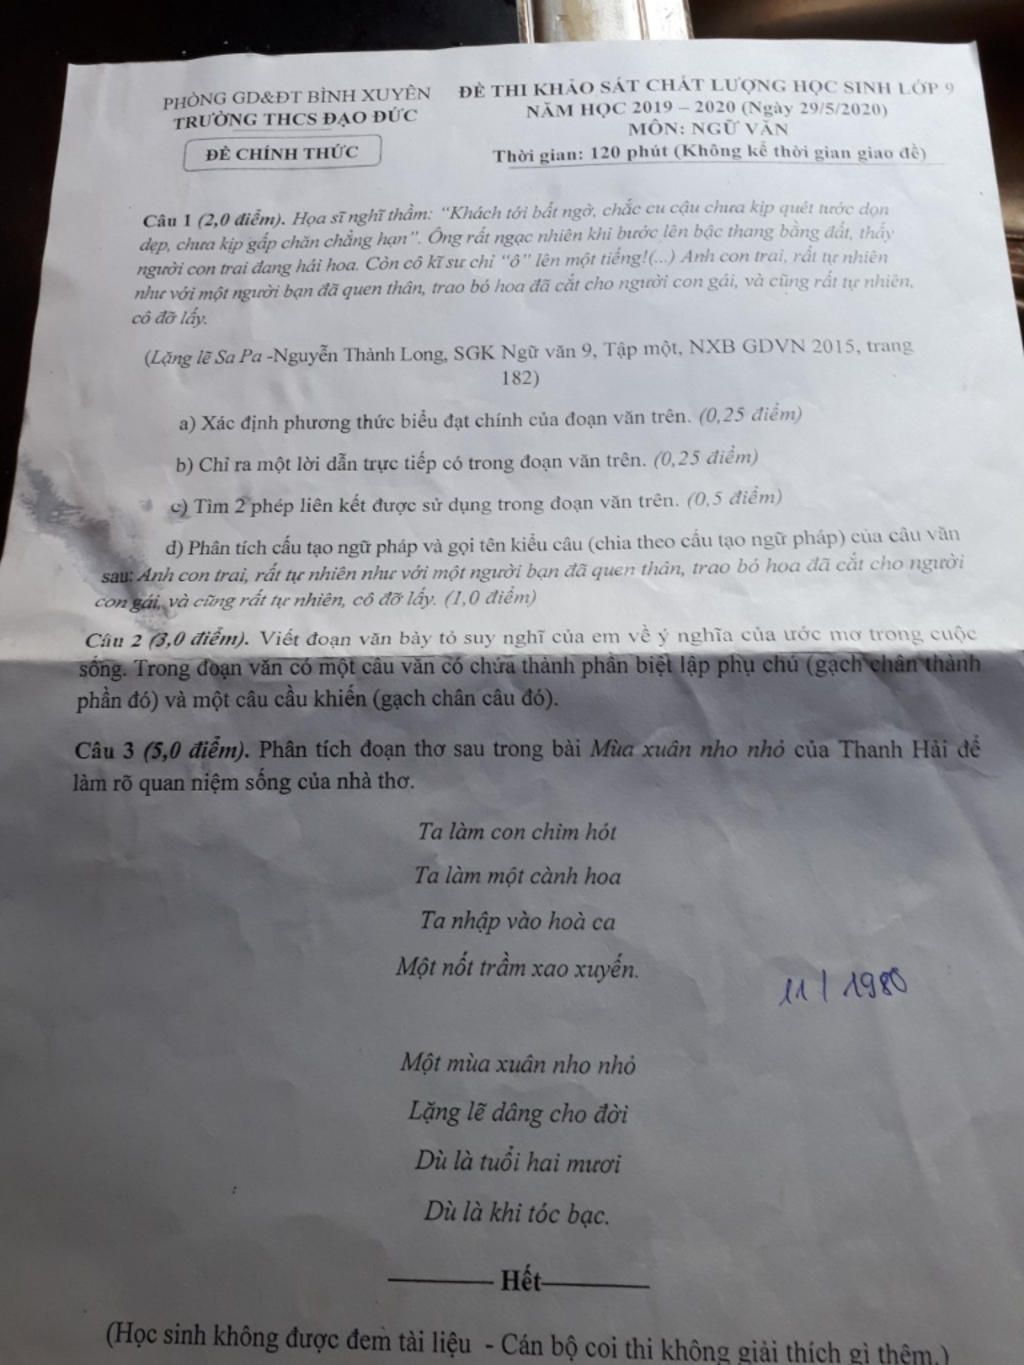 PHÒNG GD&ĐT BÌNH XUYÊN
TRƯỜNG THCS ĐẠO ĐỨC
ĐỀ CHÍNH THỨC
ĐỀ THI KHẢO SÁT CHẤT LƯỢNG HỌC SINH LỚP 9
NĂM HỌC 2019 – 2020 (Ngày 29/5/2020)
MÔN: NGỮ VĂN
Thời gian: 120 phút (Không kể thời gian giao đề)
Câu 1 (2,0 điểm). Họa sĩ nghĩ thầm: “Khách tới bất ngờ, chắc cu cậu chưa kịp quét tước dọn
dẹp, chưa kịp gấp chăn chẳng hạn”. Ông rất ngạc nhiên khi bước lên bậc thang bằng đất, thấy
người con trai đang hái hoa. Còn cô kĩ sư chỉ “ô” lên một tiếng!(...) Anh con trai, rất tự nhiên
như với một người bạn đã quen thân, trao bó hoa đã cắt cho người con gái, và cũng rất tự nhiên,
cô đỡ lấy.
(Lặng lẽ Sa Pa -Nguyễn Thành Long, SGK Ngữ văn 9, Tập một, NXB GDVN 2015, trang
182)
a) Xác định phương thức biểu đạt chính của đoạn văn trên. (0,25 điểm)
b) Chỉ ra một lời dẫn trực tiếp có trong đoạn văn trên. (0,25 điểm)
c) Tìm 2 phép liên kết được sử dụng trong đoạn văn trên. (0,5 điểm)
d) Phân tích cấu tạo ngữ pháp và gọi tên kiểu câu (chia theo cấu tạo ngữ pháp) của câu văn
sau: Anh con trai, rất tự nhiên như với một người bạn đã quen thân, trao bó hoa đã cắt cho người
con gái, và cũng rất tự nhiên, cô đỡ lấy. (1,0 điểm)
Câu 2 (3,0 điểm). Viết đoạn văn bày tỏ suy nghĩ của em về ý nghĩa của ước mơ trong cuộc
sống. Trong đoạn văn có một câu văn có chứa thành phần biệt lập phụ chú (gạch chân thành
phần đó) và một câu cầu khiến (gạch chân câu đó).
Câu 3 (5,0 điểm). Phân tích đoạn thơ sau trong bài Mùa xuân nho nhỏ của Thanh Hải để
làm rõ quan niệm sống của nhà thơ.
Ta làm con chim hót
Ta làm một cành hoa
Ta nhập vào hoà ca
Một nốt trầm xao xuyến.
11 / 1980
Một mùa xuân nho nhỏ
Lặng lẽ dâng cho đời
Dù là tuổi hai mươi
Dù là khi tóc bạc.
Hết
(Học sinh không được đem tài liệu - Cán bộ coi thi không giải thích gì thêm.)